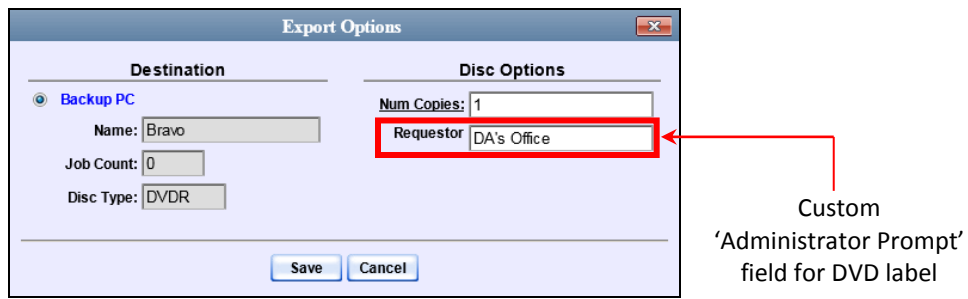 Export Options
Destination
Backup PC
Name: Bravo
Job Count: 0
Disc Type: DVDR
Disc Options
Num Copies: 1
Requestor DA's Office
Save Cancel
Custom
‘Administrator Prompt’
field for DVD label